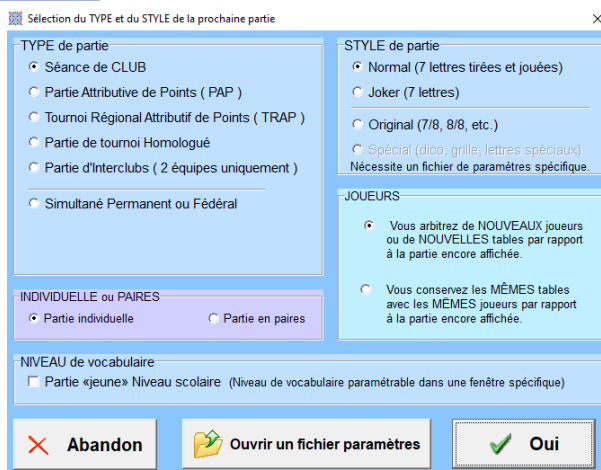 Sélection du TYPE et du STYLE de la prochaine partie
TYPE de partie
Séance de CLUB
Partie Attributive de Points ( PAP )
Tournoi Régional Attributif de Points ( TRAP )
Partie de tournoi Homologué
Partie d'Interclubs ( 2 équipes uniquement )
Simultané Permanent ou Fédéral
STYLE de partie
Normal (7 lettres tirées et jouées)
Joker (7 lettres)
Original (7/8, 8/8, etc.)
Spécial (dico, grille, lettres spéciaux)
Nécessite un fichier de paramètres spécifique.
JOUEURS
Vous arbitrez de NOUVEAUX joueurs
ou de NOUVELLES tables par rapport
à la partie encore affichée.
Vous conservez les MÊMES tables
avec les MÊMES joueurs par rapport
à la partie encore affichée.
INDIVIDUELLE ou PAIRES
Partie individuelle
Partie en paires
NIVEAU de vocabulaire
Partie «jeune» Niveau scolaire (Niveau de vocabulaire paramétrable dans une fenêtre spécifique)
Abandon
Ouvrir un fichier paramètres
Oui